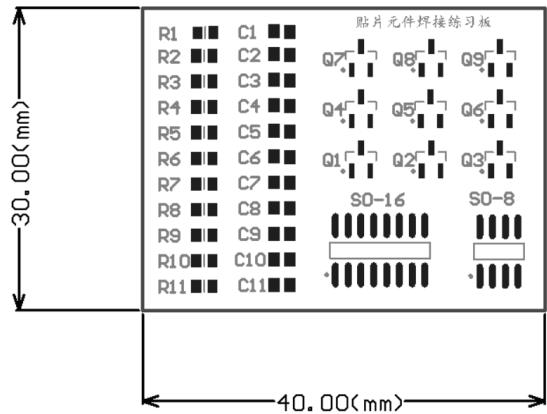 贴片元件焊接练习板
R1 C1
R2 C2 Q7 Q8 Q9
R3 C3
R4 C4 Q4 Q5 Q6
R5 C5
R6 C6 Q1 Q2 Q3
R7 C7
R8 C8 SO-16 SO-8
R9 C9
R10 C10
R11 C11
30.00(mm)
40.00(mm)